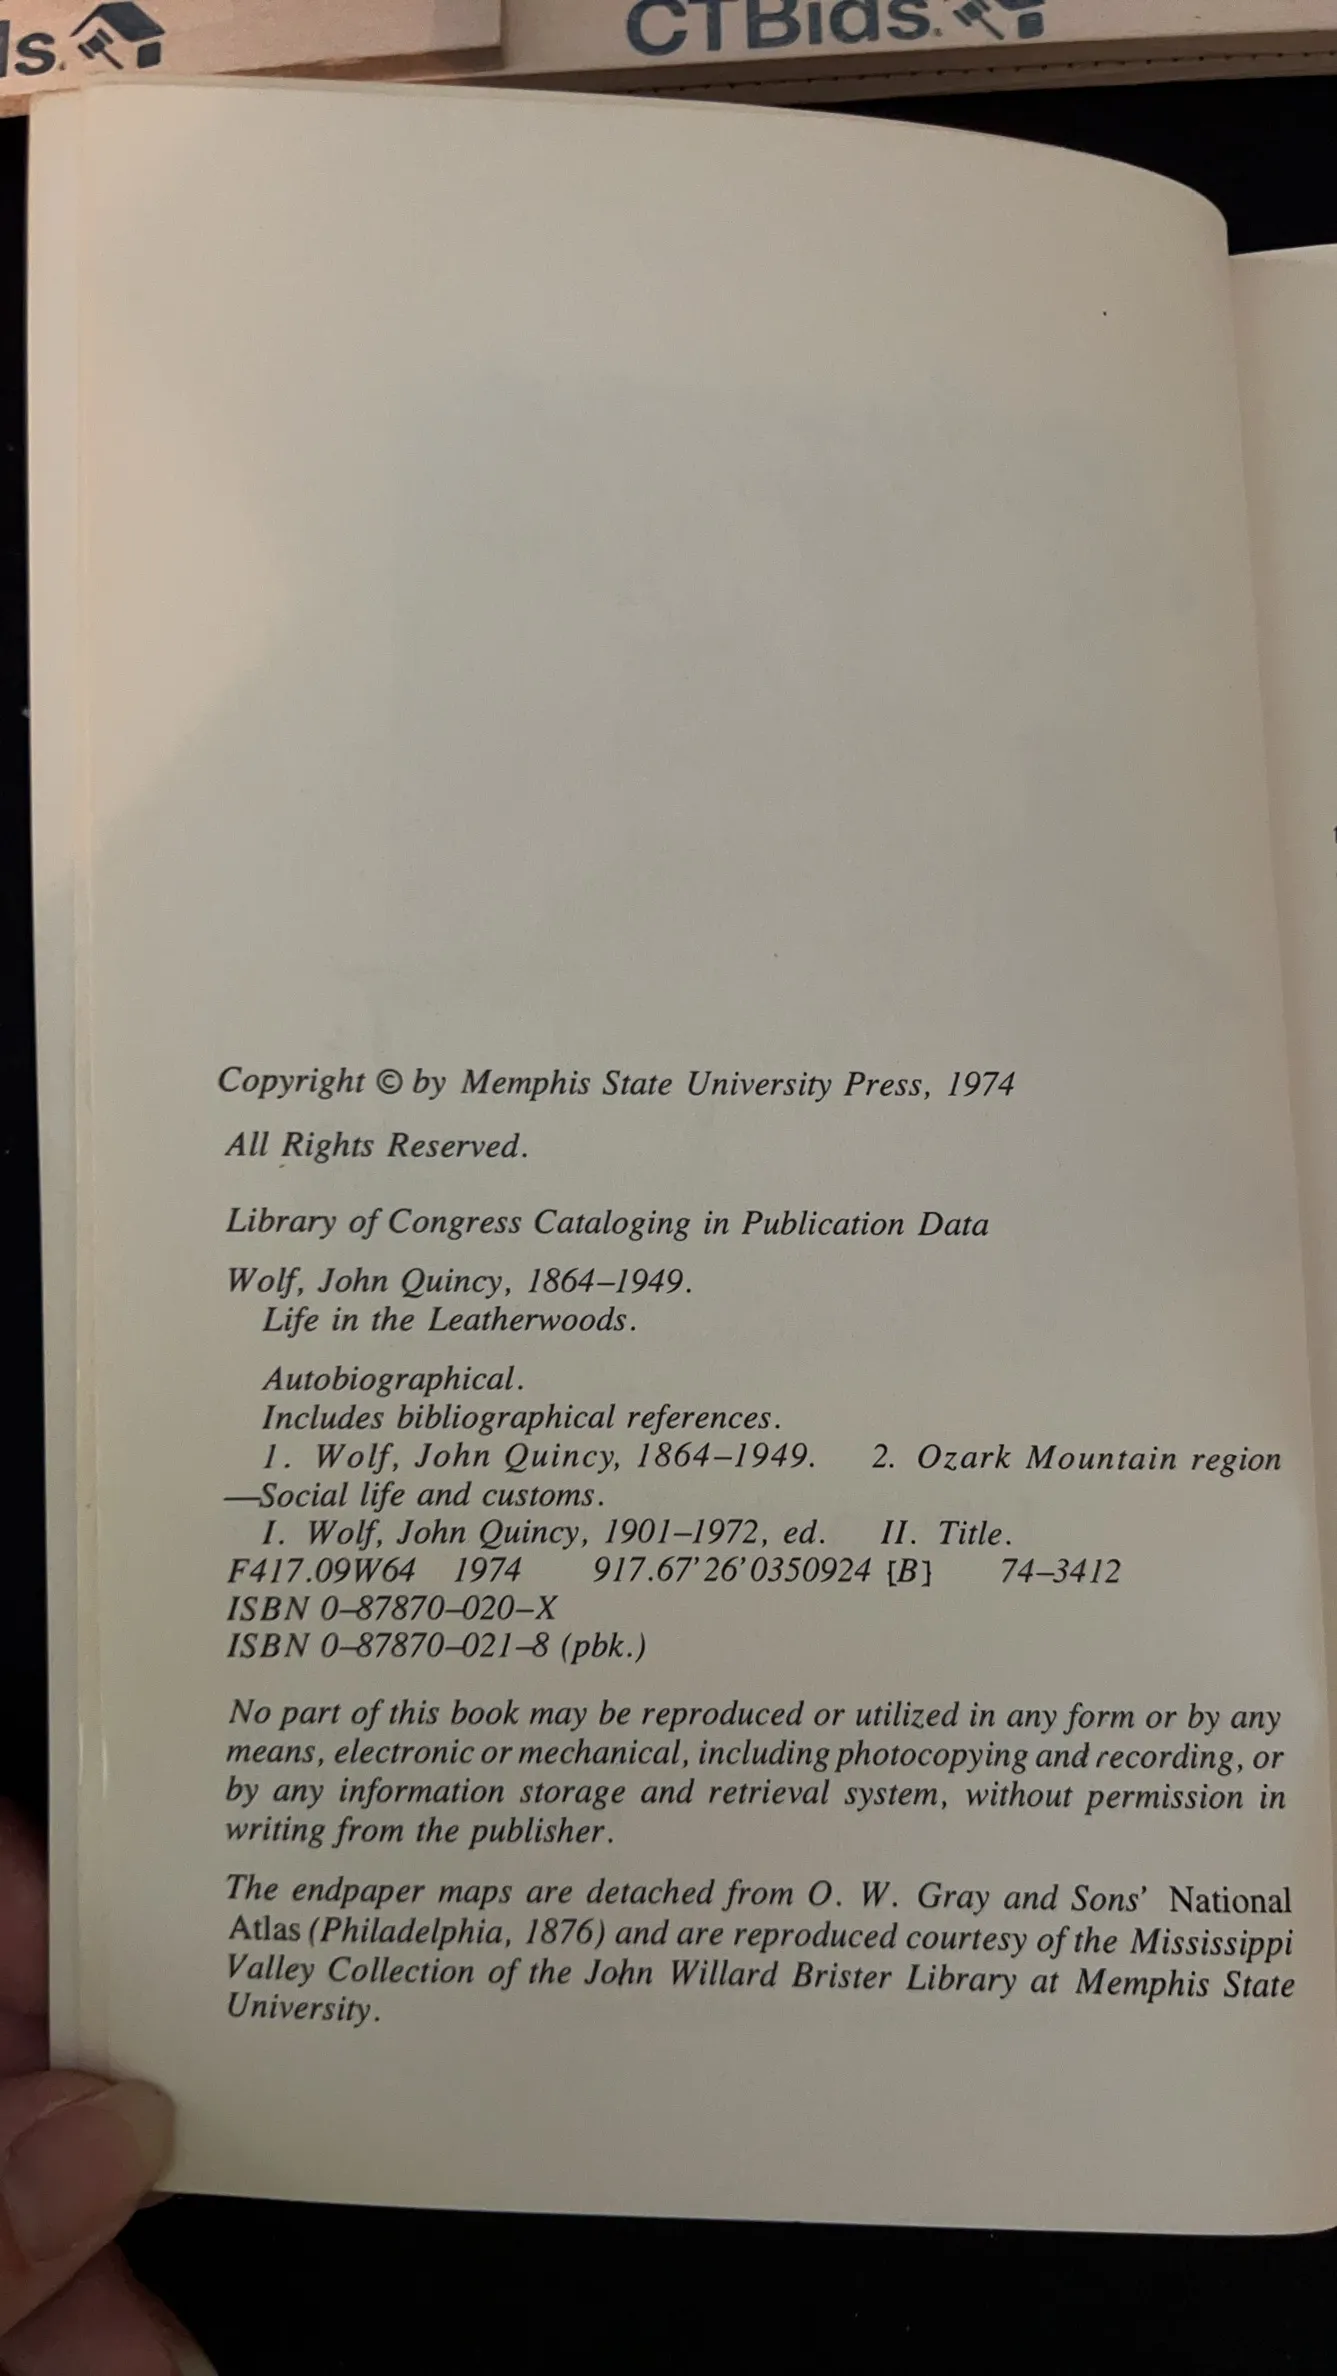 ds.
CTBids.
Copyright © by Memphis State University Press, 1974
All Rights Reserved.
Library of Congress Cataloging in Publication Data
Wolf, John Quincy, 1864–1949.
Life in the Leatherwoods.
Autobiographical.
Includes bibliographical references.
1. Wolf, John Quincy, 1864–1949. 2. Ozark Mountain region
—Social life and customs.
I. Wolf, John Quincy, 1901–1972, ed. II. Title.
F417.09W64 1974 917.67'26'0350924 [B] 74–3412
ISBN 0–87870–020–X
ISBN 0–87870–021–8 (pbk.)
No part of this book may be reproduced or utilized in any form or by any
means, electronic or mechanical, including photocopying and recording, or
by any information storage and retrieval system, without permission in
writing from the publisher.
The endpaper maps are detached from O. W. Gray and Sons' National
Atlas (Philadelphia, 1876) and are reproduced courtesy of the Mississippi
Valley Collection of the John Willard Brister Library at Memphis State
University.